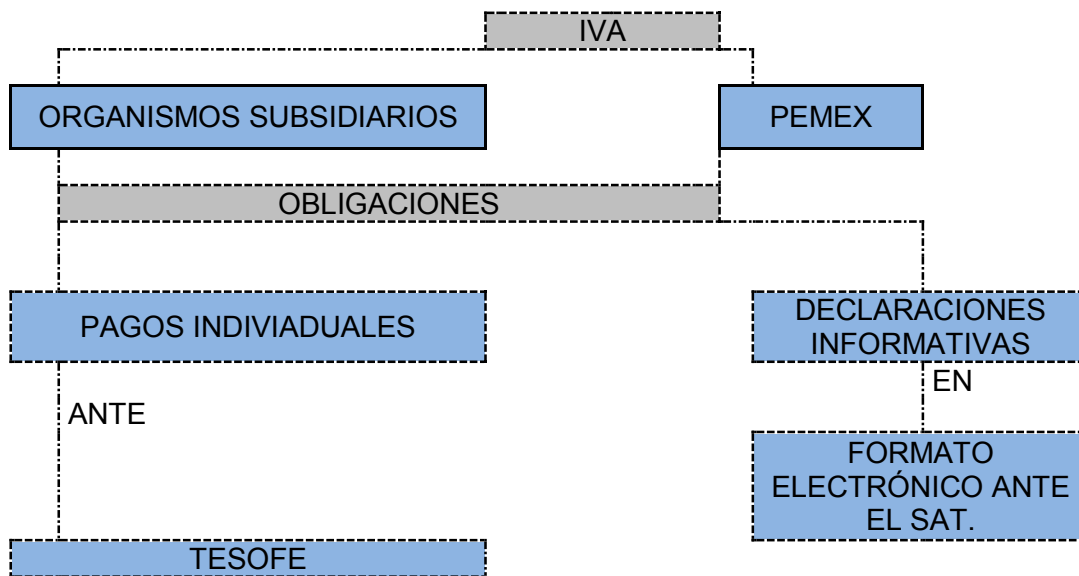 IVA
ORGANISMOS SUBSIDIARIOS
PEMEX
OBLIGACIONES
PAGOS INDIVIADUALES
DECLARACIONES
INFORMATIVAS
ANTE
EN
FORMATO
ELECTRÓNICO ANTE
EL SAT.
TESOFE